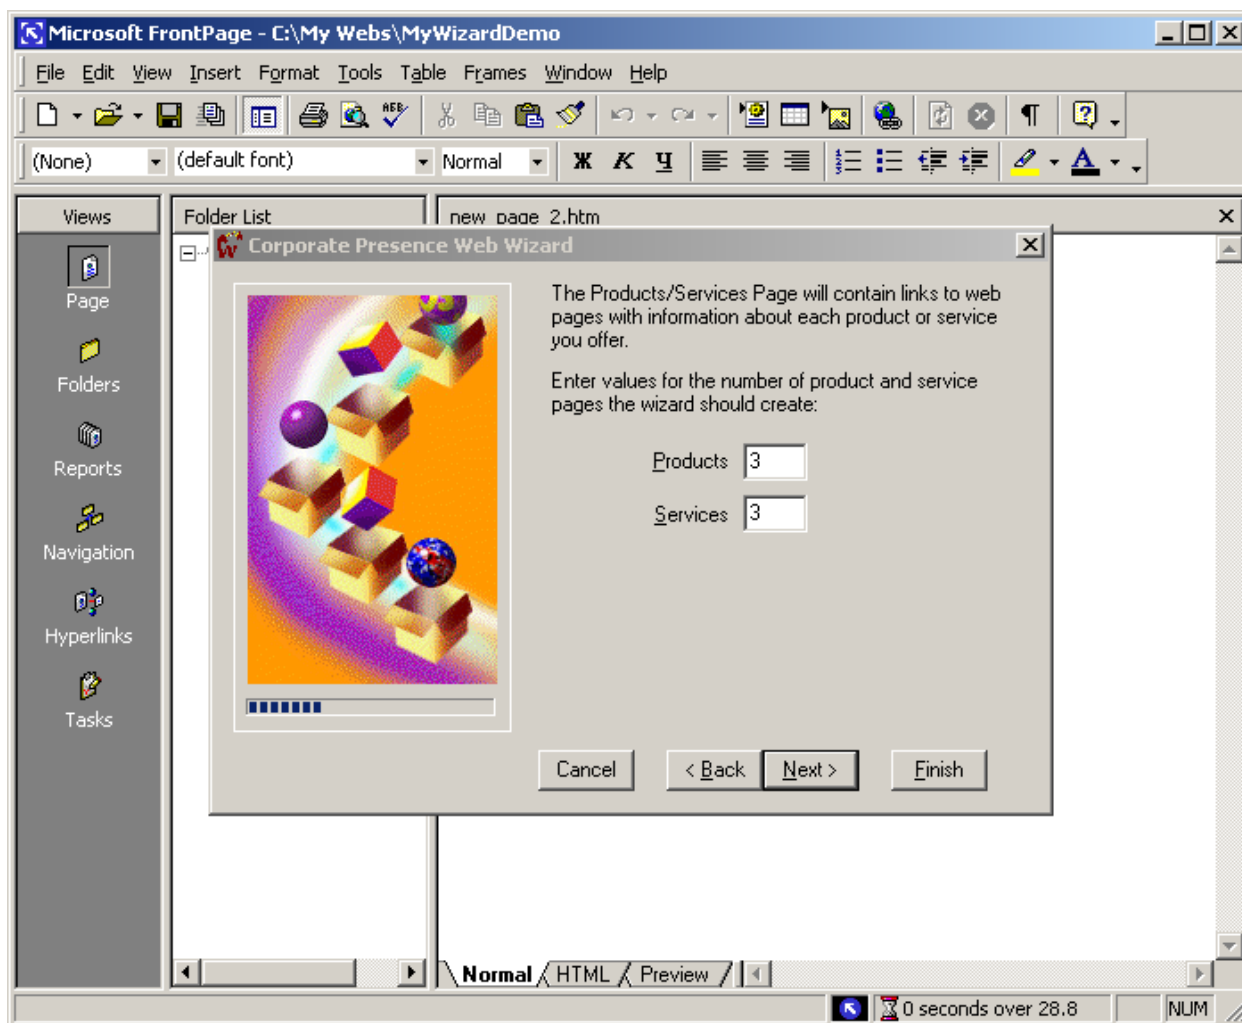 Microsoft FrontPage - C:\My Webs\MyWizardDemo
File Edit View Insert Format Tools Table Frames Window Help
(None) (default font) Normal Ж К Ч A
Views Folder List new_page_2.htm
Corporate Presence Web Wizard
Page
Folders
Reports
Navigation
Hyperlinks
Tasks
The Products/Services Page will contain links to web
pages with information about each product or service
you offer.
Enter values for the number of product and service
pages the wizard should create:
Products 3
Services 3
Cancel < Back Next > Finish
Normal HTML Preview
0 seconds over 28.8 NUM